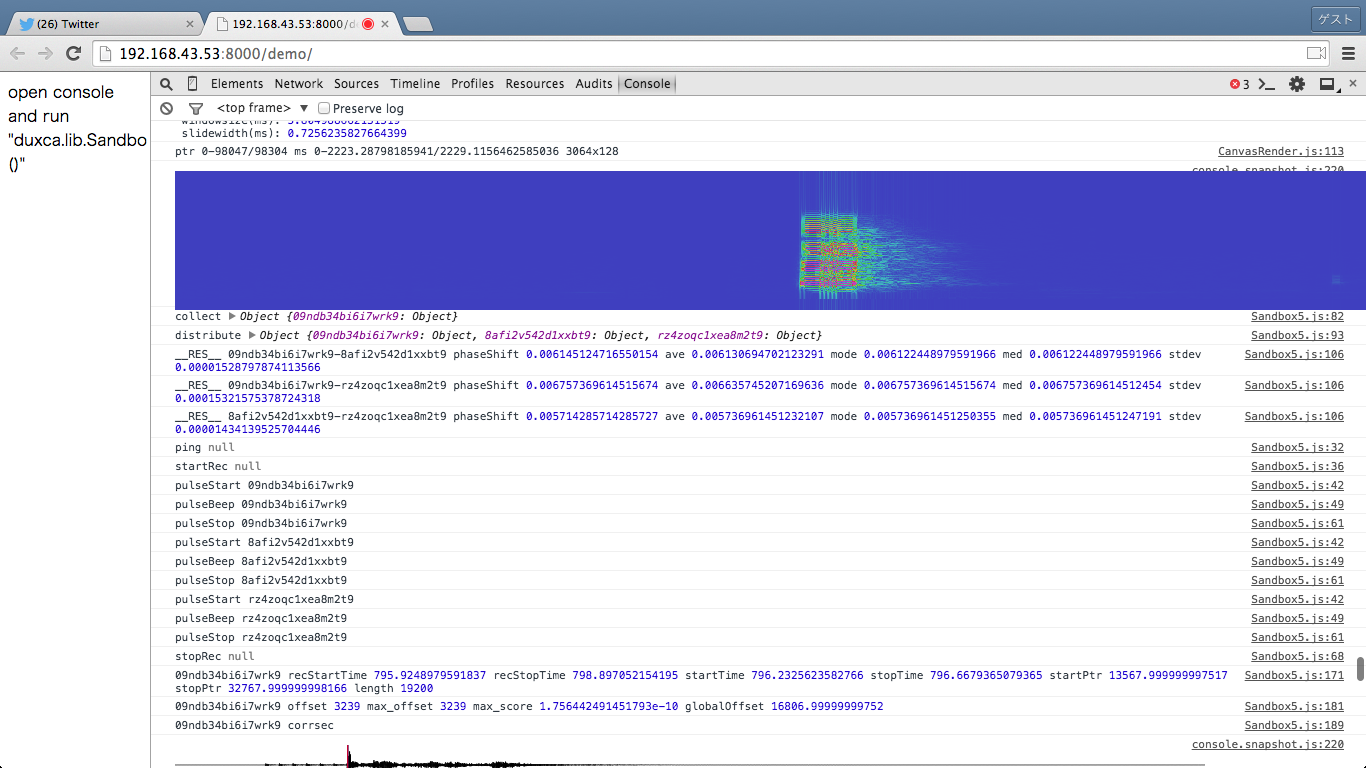 (26) Twitter
192.168.43.53:8000/de
ゲスト
192.168.43.53:8000/demo/
open console
and run
"duxca.lib.Sandbo
()"
Elements Network Sources Timeline Profiles Resources Audits Console
3
<top frame> Preserve log
slidewidth(ms): 0.7256235827664399
ptr 0-98047/98304 ms 0-2223.28798185941/2229.1156462585036 3064x128 CanvasRender.js:113
console.snapshot.js:220
collect Object {09ndb34bi6i7wrk9: Object} Sandbox5.js:82
distribute Object {09ndb34bi6i7wrk9: Object, 8afi2v542d1xxbt9: Object, rz4zoqc1xea8m2t9: Object} Sandbox5.js:93
__RES__ 09ndb34bi6i7wrk9-8afi2v542d1xxbt9 phaseShift 0.006145124716550154 ave 0.006130694702123291 mode 0.006122448979591966 med 0.006122448979591966 stdev Sandbox5.js:106
0.00001528797874113566
__RES__ 09ndb34bi6i7wrk9-rz4zoqc1xea8m2t9 phaseShift 0.006757369614515674 ave 0.006635745207169636 mode 0.006757369614515674 med 0.006757369614512454 stdev Sandbox5.js:106
0.00015321575378724318
__RES__ 8afi2v542d1xxbt9-rz4zoqc1xea8m2t9 phaseShift 0.005714285714285727 ave 0.005736961451232107 mode 0.005736961451250355 med 0.005736961451247191 stdev Sandbox5.js:106
0.00001434139525704446
ping null Sandbox5.js:32
startRec null Sandbox5.js:36
pulseStart 09ndb34bi6i7wrk9 Sandbox5.js:42
pulseBeep 09ndb34bi6i7wrk9 Sandbox5.js:49
pulseStop 09ndb34bi6i7wrk9 Sandbox5.js:61
pulseStart 8afi2v542d1xxbt9 Sandbox5.js:42
pulseBeep 8afi2v542d1xxbt9 Sandbox5.js:49
pulseStop 8afi2v542d1xxbt9 Sandbox5.js:61
pulseStart rz4zoqc1xea8m2t9 Sandbox5.js:42
pulseBeep rz4zoqc1xea8m2t9 Sandbox5.js:49
pulseStop rz4zoqc1xea8m2t9 Sandbox5.js:61
stopRec null Sandbox5.js:68
09ndb34bi6i7wrk9 recStartTime 795.9248979591837 recStopTime 798.897052154195 startTime 796.2325623582766 stopTime 796.6679365079365 startPtr 13567.999999997517 Sandbox5.js:171
stopPtr 32767.999999998166 length 19200
09ndb34bi6i7wrk9 offset 3239 max_offset 3239 max_score 1.756442491451793e-10 globalOffset 16806.99999999752 Sandbox5.js:181
09ndb34bi6i7wrk9 corrsec Sandbox5.js:189
console.snapshot.js:220